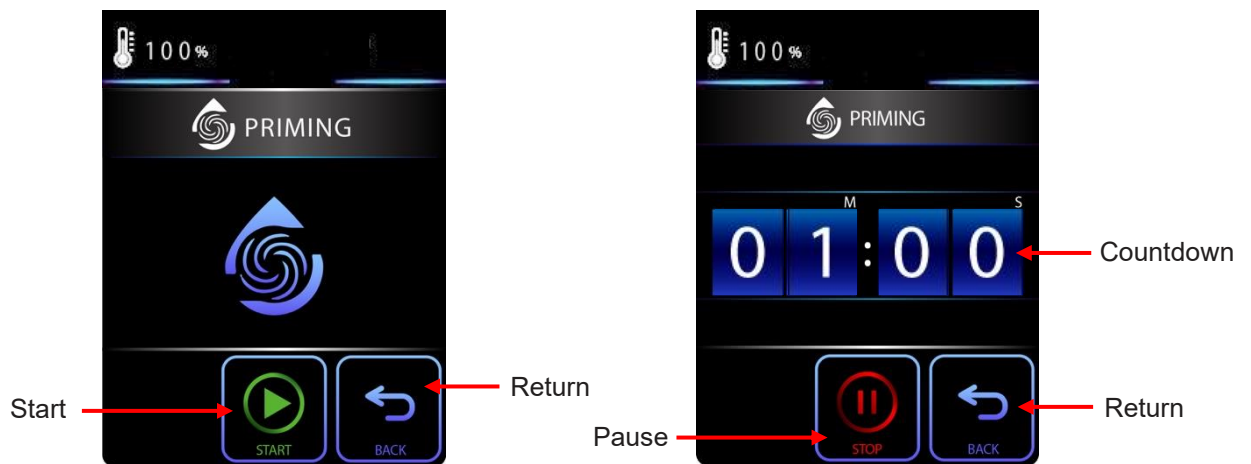 100%
PRIMING
START
BACK
Start
Return
100%
PRIMING
M
S
01:00
STOP
BACK
Countdown
Pause
Return